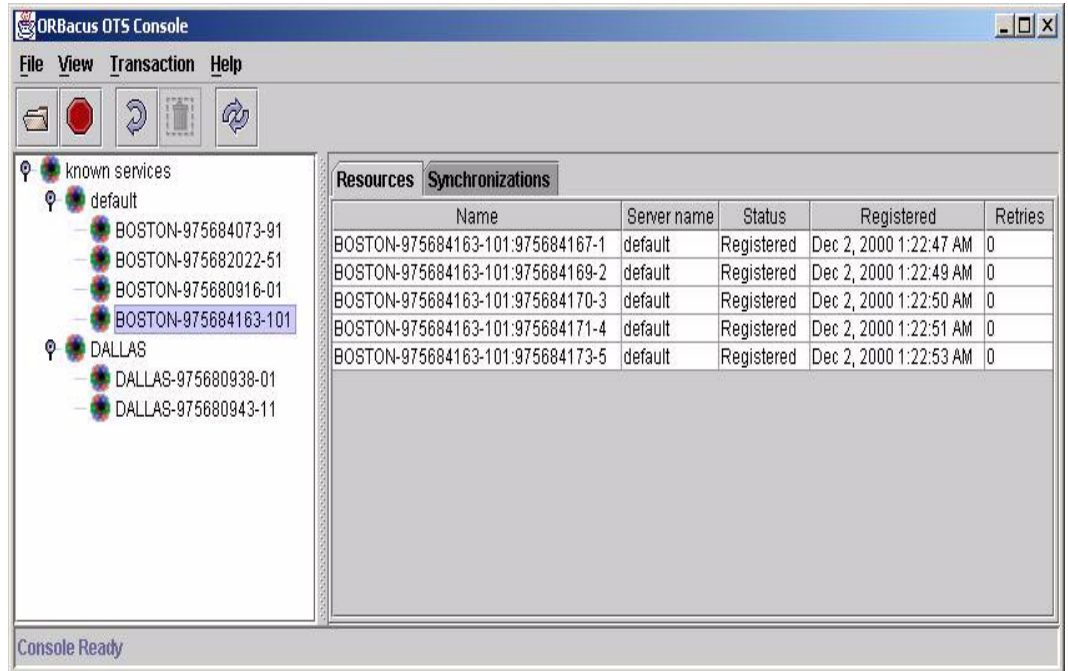 ORBacus OTS Console
File View Transaction Help
known services
default
BOSTON-975684073-91
BOSTON-975682022-51
BOSTON-975680916-01
BOSTON-975684163-101
DALLAS
DALLAS-975680938-01
DALLAS-975680943-11
Resources Synchronizations
Name Server name Status Registered Retries
BOSTON-975684163-101:975684167-1 default Registered Dec 2, 2000 1:22:47 AM 0
BOSTON-975684163-101:975684169-2 default Registered Dec 2, 2000 1:22:49 AM 0
BOSTON-975684163-101:975684170-3 default Registered Dec 2, 2000 1:22:50 AM 0
BOSTON-975684163-101:975684171-4 default Registered Dec 2, 2000 1:22:51 AM 0
BOSTON-975684163-101:975684173-5 default Registered Dec 2, 2000 1:22:53 AM 0
Console Ready